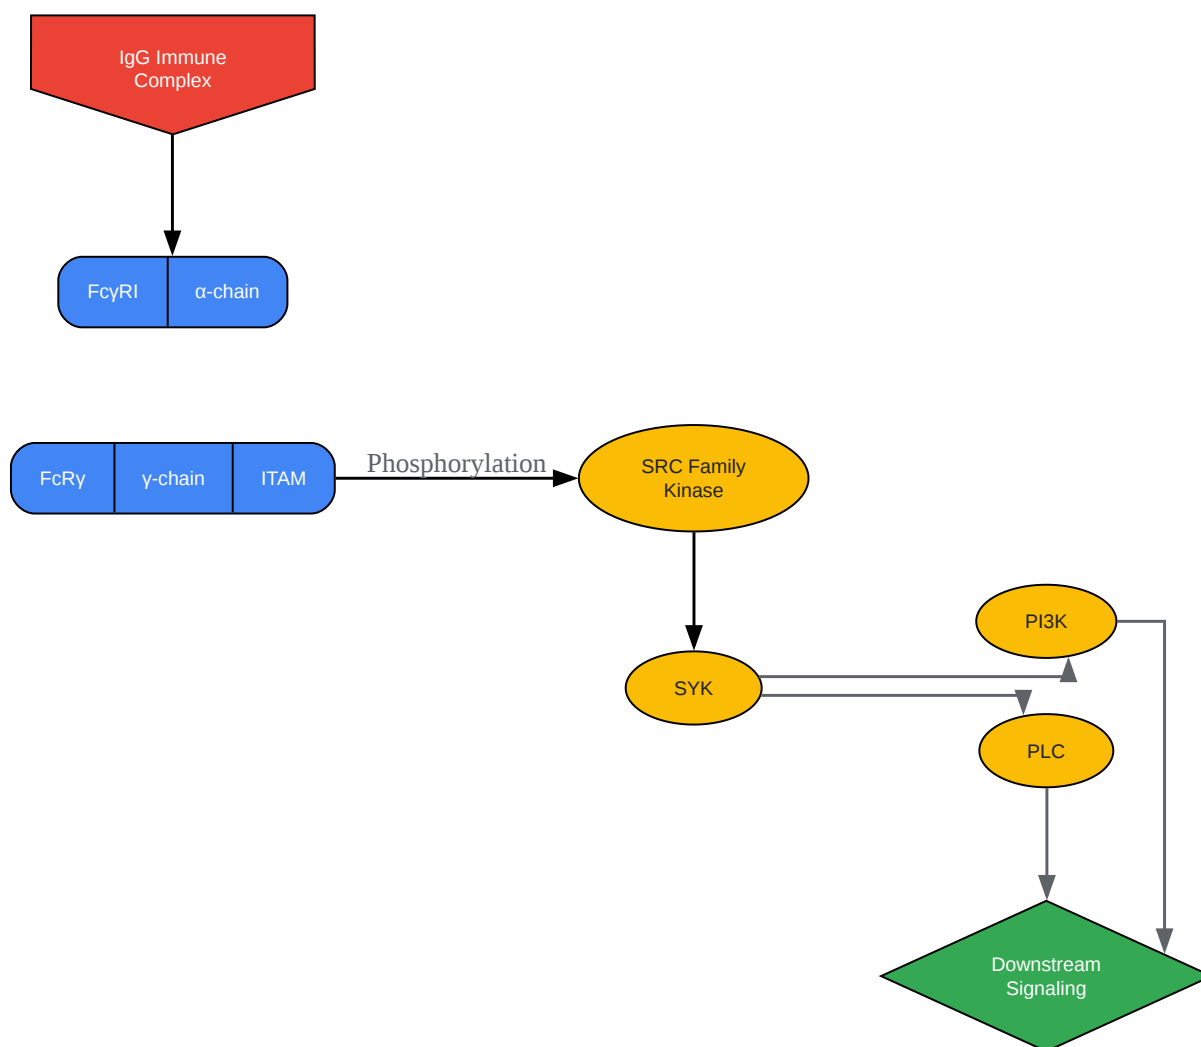 IgG Immune
Complex
FcγRI
α-chain
FcRγ
γ-chain
ITAM
Phosphorylation
SRC Family
Kinase
PI3K
SYK
PLC
Downstream
Signaling